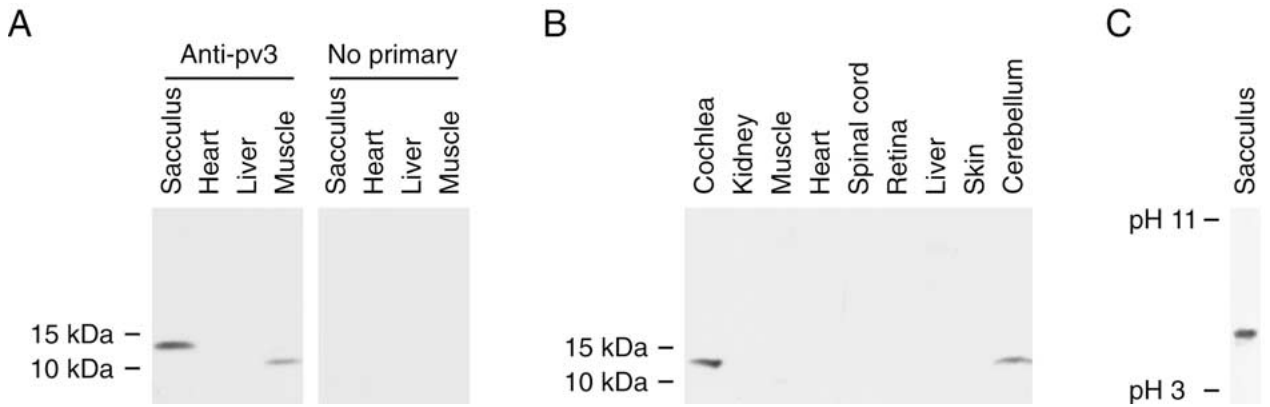 A
Anti-pv3
No primary
Sacculus
Heart
Liver
Muscle
Sacculus
Heart
Liver
Muscle
15 kDa
10 kDa
B
Cochlea
Kidney
Muscle
Heart
Spinal cord
Retina
Liver
Skin
Cerebellum
15 kDa
10 kDa
C
Sacculus
pH 11
pH 3